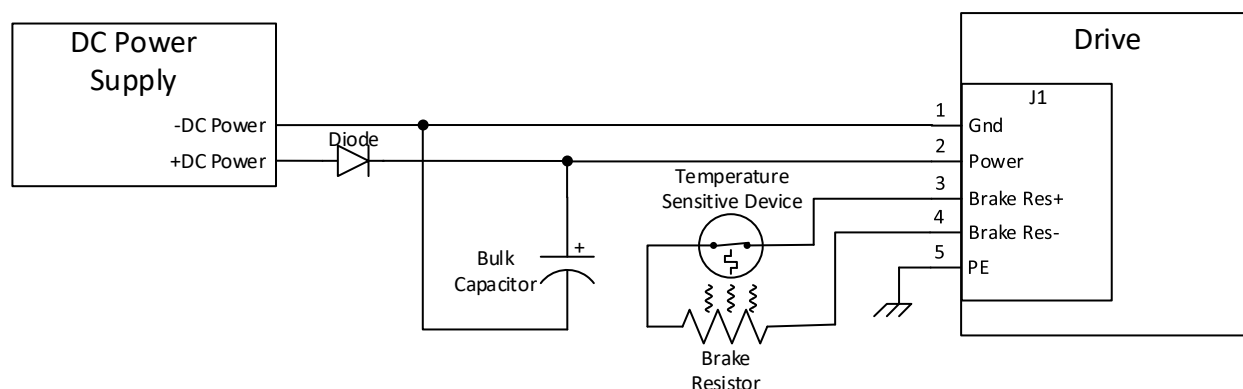 DC Power
Supply
-DC Power
+DC Power
Diode
Bulk
Capacitor
+
Temperature
Sensitive Device
Brake
Resistor
Drive
J1
1
Gnd
2
Power
3
Brake Res+
4
Brake Res-
5
PE